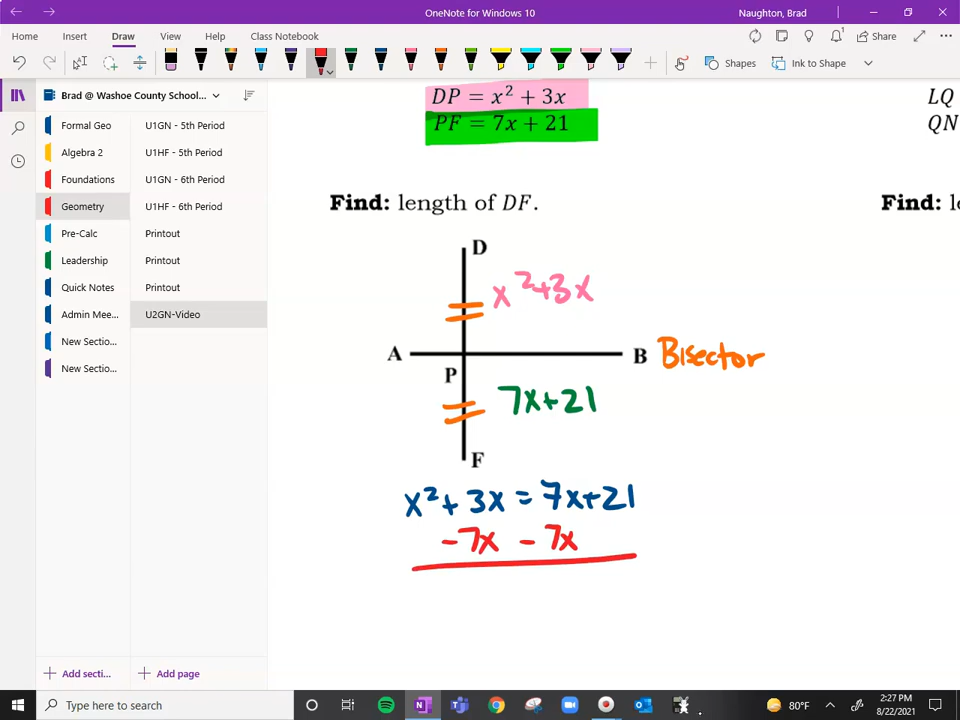 OneNote for Windows 10
Naughton, Brad
Home Insert Draw View Help Class Notebook
Share
Shapes
Ink to Shape
Brad @ Washoe County School...
Formal Geo
Algebra 2
Foundations
Geometry
Pre-Calc
Leadership
Quick Notes
Admin Mee...
New Sectio...
New Sectio...
U1GN - 5th Period
U1HF - 5th Period
U1GN - 6th Period
U1HF - 6th Period
Printout
Printout
Printout
U2GN-Video
Add secti...
Add page
DP = x² + 3x
PF = 7x + 21
LQ
QN
Find: length of DF.
Find: le
D
x²+3x
A
B
Bisector
P
7x+21
F
x²+ 3x = 7x+21
-7x - 7x
Type here to search
80°F
2:27 PM
8/22/2021